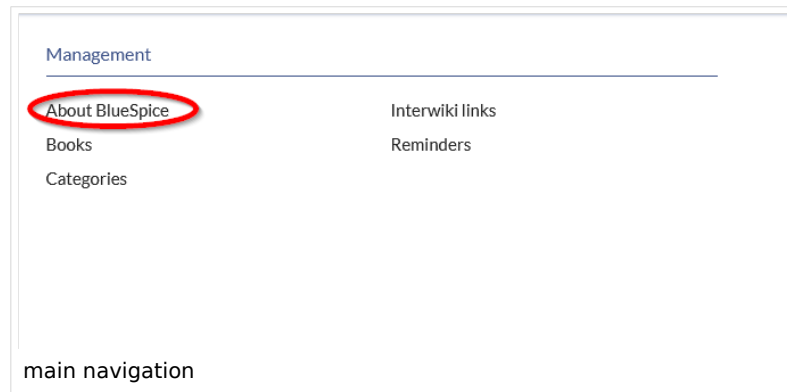 Management
About BlueSpice
Interwiki links
Books
Reminders
Categories
main navigation